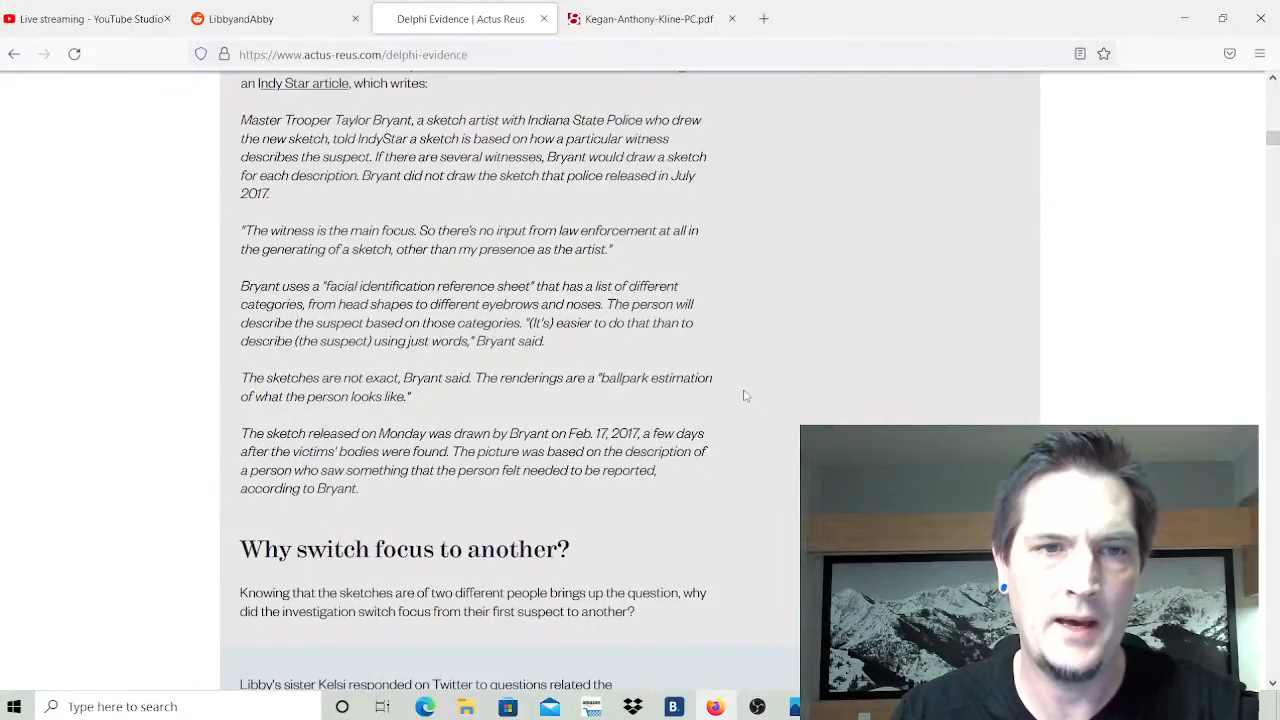 Live streaming - YouTube Studio
LibbyandAbby
Delphi Evidence | Actus Reus
Kegan-Anthony-Kline-PC.pdf
https://www.actus-reus.com/delphi-evidence
an Indy Star article, which writes:
Master Trooper Taylor Bryant, a sketch artist with Indiana State Police who drew
the new sketch, told IndyStar a sketch is based on how a particular witness
describes the suspect. If there are several witnesses, Bryant would draw a sketch
for each description. Bryant did not draw the sketch that police released in July
2017.
"The witness is the main focus. So there's no input from law enforcement at all in
the generating of a sketch, other than my presence as the artist."
Bryant uses a "facial identification reference sheet" that has a list of different
categories, from head shapes to different eyebrows and noses. The person will
describe the suspect based on those categories. "(It's) easier to do that than to
describe (the suspect) using just words," Bryant said.
The sketches are not exact, Bryant said. The renderings are a "ballpark estimation
of what the person looks like."
The sketch released on Monday was drawn by Bryant on Feb. 17, 2017, a few days
after the victims' bodies were found. The picture was based on the description of
a person who saw something that the person felt needed to be reported,
according to Bryant.
Why switch focus to another?
Knowing that the sketches are of two different people brings up the question, why
did the investigation switch focus from their first suspect to another?
Libby's sister Kelsi responded on Twitter to questions related the
Type here to search
amazon
B